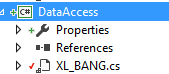 DataAccess
Properties
References
XL_BANG.cs